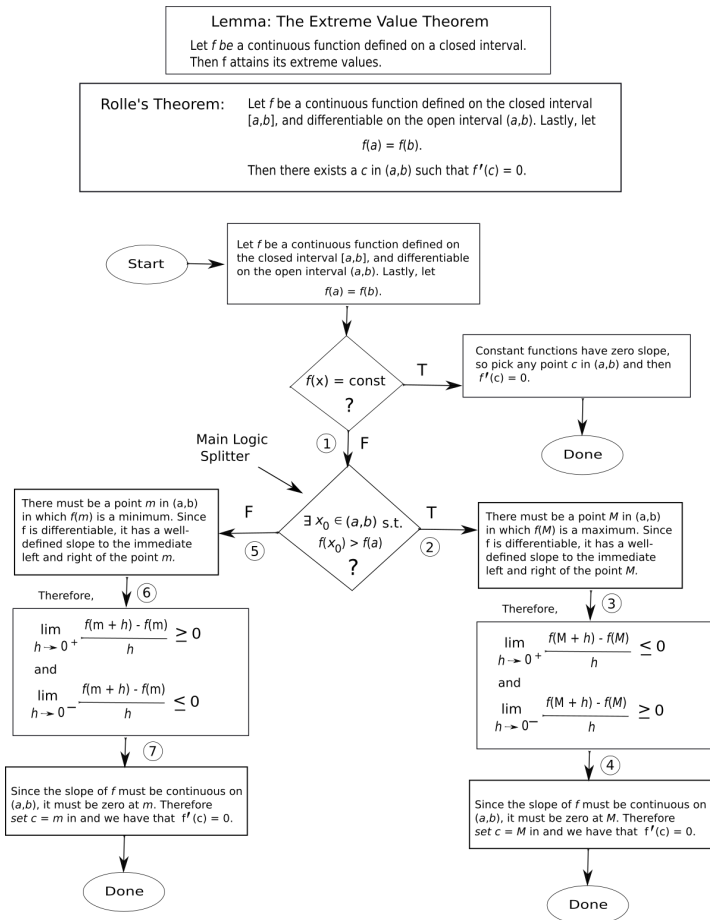 Lemma: The Extreme Value Theorem
Let f be a continuous function defined on a closed interval.
Then f attains its extreme values.
Rolle's Theorem:
Let f be a continuous function defined on the closed interval
[a,b], and differentiable on the open interval (a,b). Lastly, let
f(a) = f(b).
Then there exists a c in (a,b) such that f′(c) = 0.
Start
Let f be a continuous function defined on
the closed interval [a,b], and differentiable
on the open interval (a,b). Lastly, let
f(a) = f(b).
f(x) = const
?
T
Constant functions have zero slope,
so pick any point c in (a,b) and then
f′(c) = 0.
Done
1 F
Main Logic
Splitter
∃ x₀ ∈ (a,b) s.t.
f(x₀) > f(a)
?
F
5
There must be a point m in (a,b)
in which f(m) is a minimum. Since
f is differentiable, it has a well-
defined slope to the immediate
left and right of the point m.
6
Therefore,
lim h→0⁺ f(m + h) - f(m) / h ≥ 0
and
lim h→0⁻ f(m + h) - f(m) / h ≤ 0
7
Since the slope of f must be continuous on
(a,b), it must be zero at m. Therefore
set c = m in and we have that f′(c) = 0.
Done
T
2
There must be a point M in (a,b)
in which f(M) is a maximum. Since
f is differentiable, it has a well-
defined slope to the immediate
left and right of the point M.
3
Therefore,
lim h→0⁺ f(M + h) - f(M) / h ≤ 0
and
lim h→0⁻ f(M + h) - f(M) / h ≥ 0
4
Since the slope of f must be continuous on
(a,b), it must be zero at M. Therefore
set c = M in and we have that f′(c) = 0.
Done